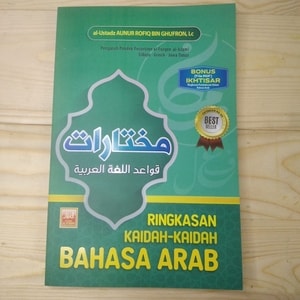 al-Ustadz AUNUR ROFIQ BIN GHUFRON, Lc
BONUS
IKHTISAR
BEST
SELLER
مختارات
قواعد اللغة العربية
RINGKASAN
KAIDAH-KAIDAH
BAHASA ARAB